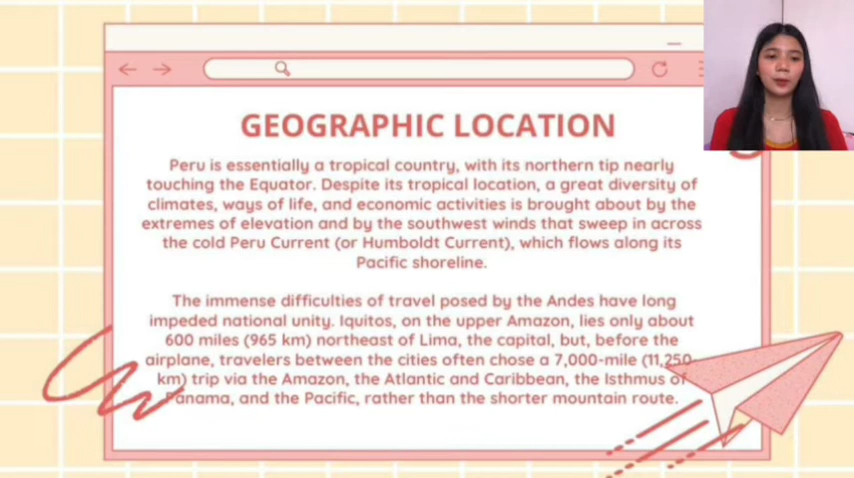 GEOGRAPHIC LOCATION
Peru is essentially a tropical country, with its northern tip nearly
touching the Equator. Despite its tropical location, a great diversity of
climates, ways of life, and economic activities is brought about by the
extremes of elevation and by the southwest winds that sweep in across
the cold Peru Current (or Humboldt Current), which flows along its
Pacific shoreline.
The immense difficulties of travel posed by the Andes have long
impeded national unity. Iquitos, on the upper Amazon, lies only about
600 miles (965 km) northeast of Lima, the capital, but, before the
airplane, travelers between the cities often chose a 7,000-mile (11,250-
km) trip via the Amazon, the Atlantic and Caribbean, the Isthmus of
Panama, and the Pacific, rather than the shorter mountain route.